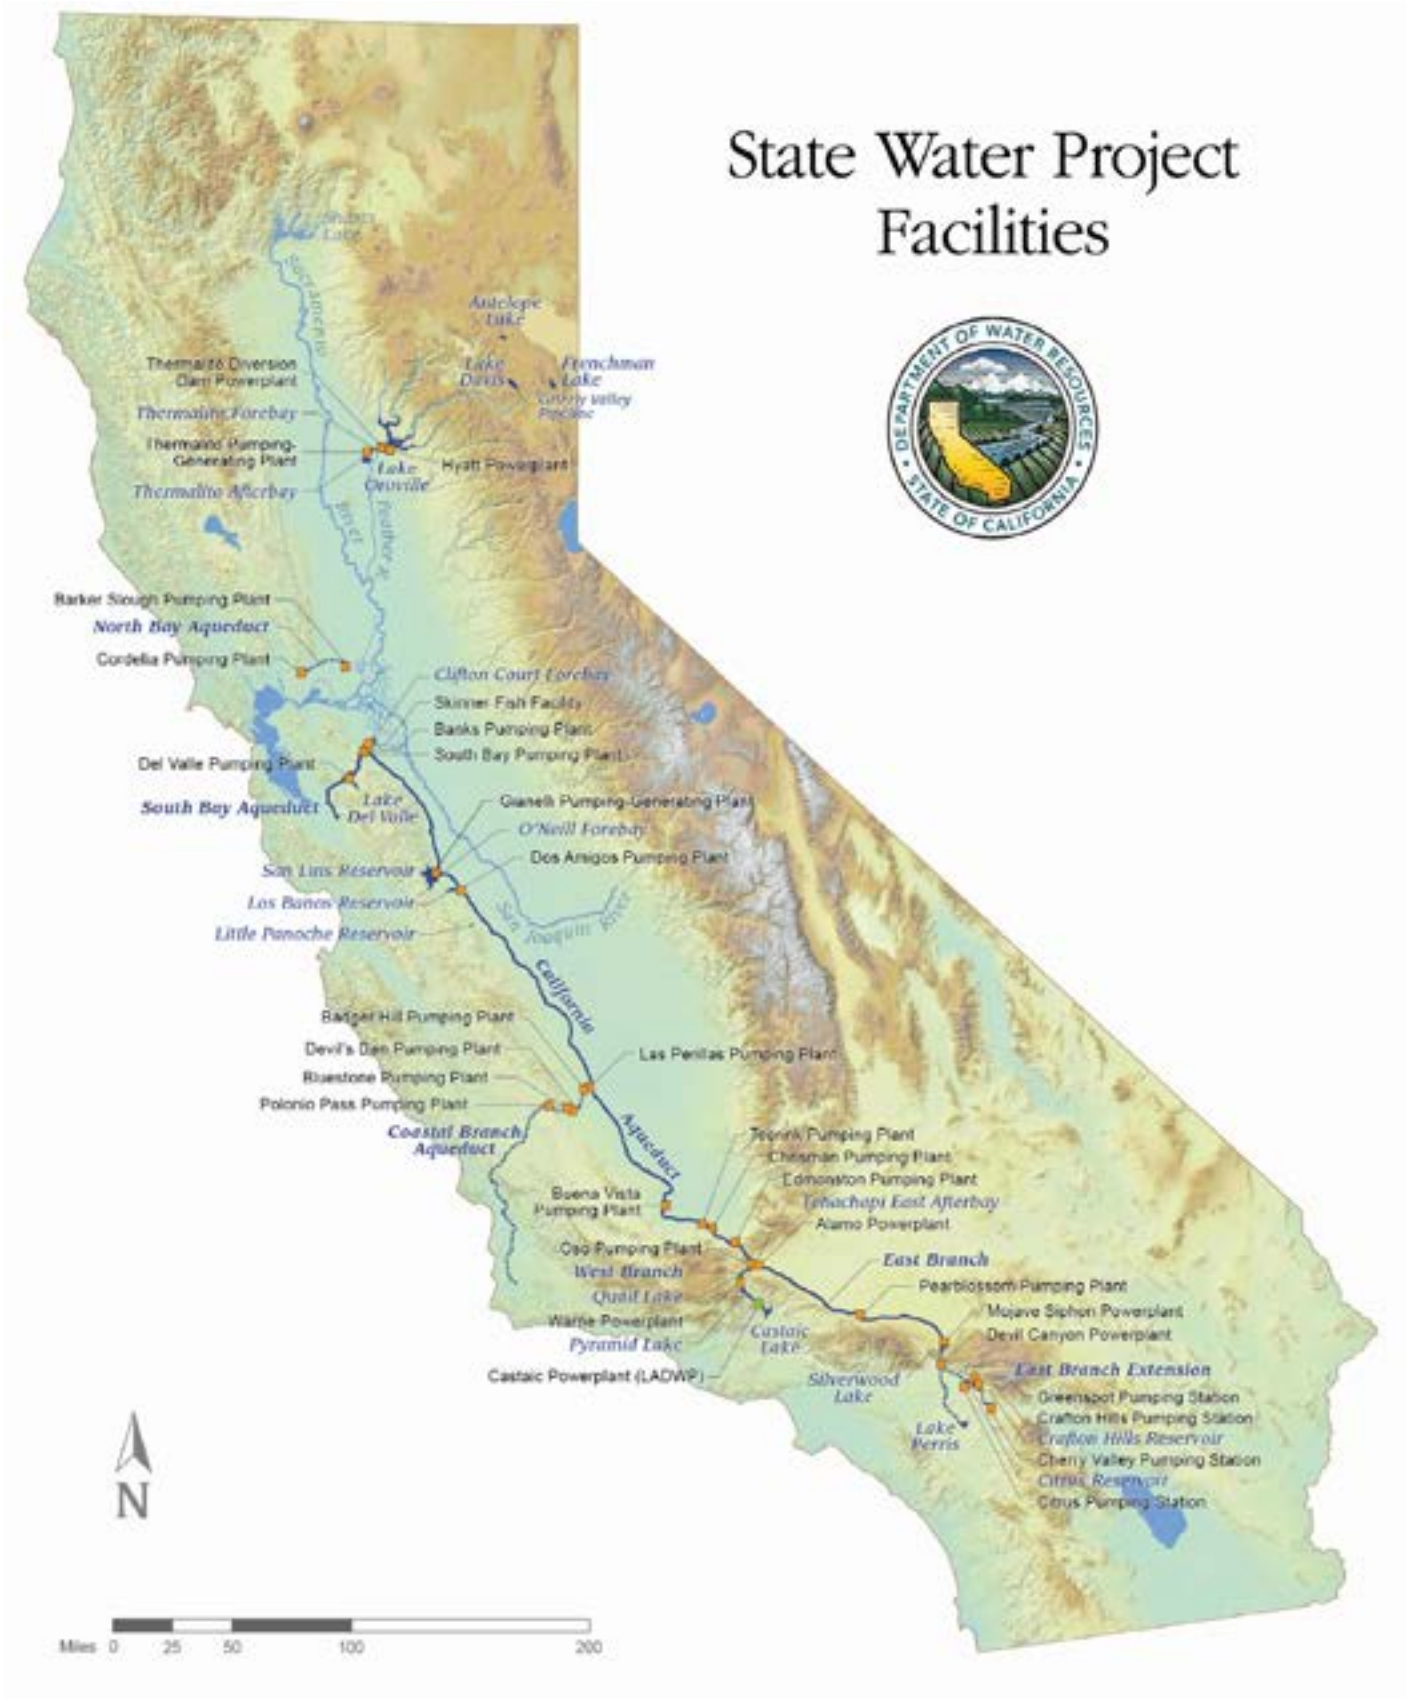 State Water Project
Facilities
DEPARTMENT OF WATER RESOURCES
STATE OF CALIFORNIA
Shasta
Lake
Sacramento
River
Antelope
Lake
Lake
Davis
Frenchman
Lake
Grizzly Valley
Pipeline
Thermalito Diversion
Dam Powerplant
Thermalito Forebay
Thermalito Pumping-
Generating Plant
Thermalito Afterbay
Hyatt Powerplant
Lake
Oroville
Feather R
Barker Slough Pumping Plant
North Bay Aqueduct
Cordelia Pumping Plant
Clifton Court Forebay
Skinner Fish Facility
Banks Pumping Plant
South Bay Pumping Plant
Del Valle Pumping Plant
South Bay Aqueduct
Lake
Del Valle
Gianelli Pumping-Generating Plant
O'Neill Forebay
Dos Amigos Pumping Plant
San Luis Reservoir
Los Banos Reservoir
Little Panoche Reservoir
San Joaquin River
California
Aqueduct
Badger Hill Pumping Plant
Devil's Den Pumping Plant
Bluestone Pumping Plant
Polonio Pass Pumping Plant
Las Perillas Pumping Plant
Coastal Branch
Aqueduct
Teerink Pumping Plant
Chrisman Pumping Plant
Edmonston Pumping Plant
Tehachapi East Afterbay
Alamo Powerplant
Buena Vista
Pumping Plant
Oso Pumping Plant
West Branch
Quail Lake
Warne Powerplant
Pyramid Lake
Castaic Powerplant (LADWP)
Castaic
Lake
East Branch
Pearblossom Pumping Plant
Mojave Siphon Powerplant
Devil Canyon Powerplant
Silverwood
Lake
East Branch Extension
Greenspot Pumping Station
Crafton Hills Pumping Station
Crafton Hills Reservoir
Cherry Valley Pumping Station
Citrus Reservoir
Citrus Pumping Station
Lake
Perris
N
Miles 0 25 50 100 200